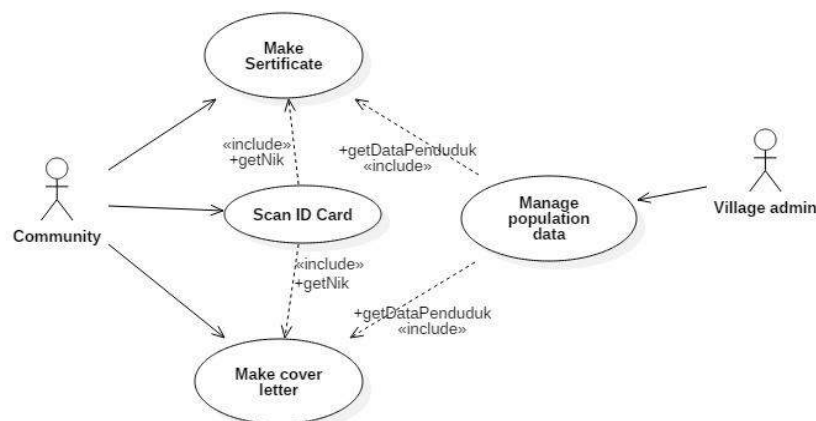 Make
Sertificate
«include»
+getNik
+getDataPenduduk
«include»
Community
Scan ID Card
Manage
population
data
Village admin
«include»
+getNik
+getDataPenduduk
«include»
Make cover
letter